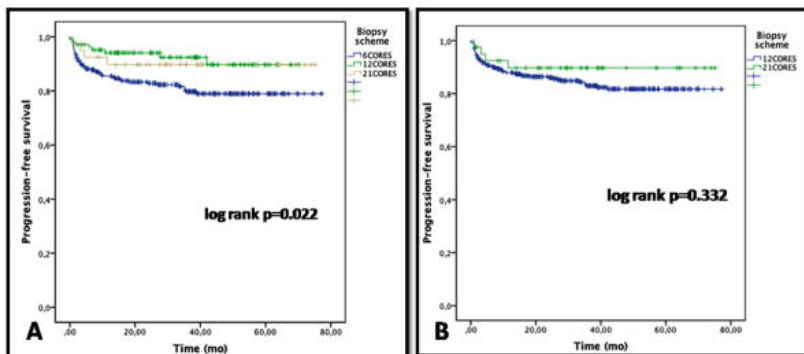 Progression-free survival
1,0
0,8
0,6
0,4
0,2
0,0
,00
20,00
40,00
60,00
80,00
Time (mo)
log rank p=0.022
A
Biopsy
scheme
6CORES
12CORES
21CORES
Progression-free survival
1,0
0,8
0,6
0,4
0,2
0,0
,00
20,00
40,00
60,00
80,00
Time (mo)
log rank p=0.332
B
Biopsy
scheme
12CORES
21CORES